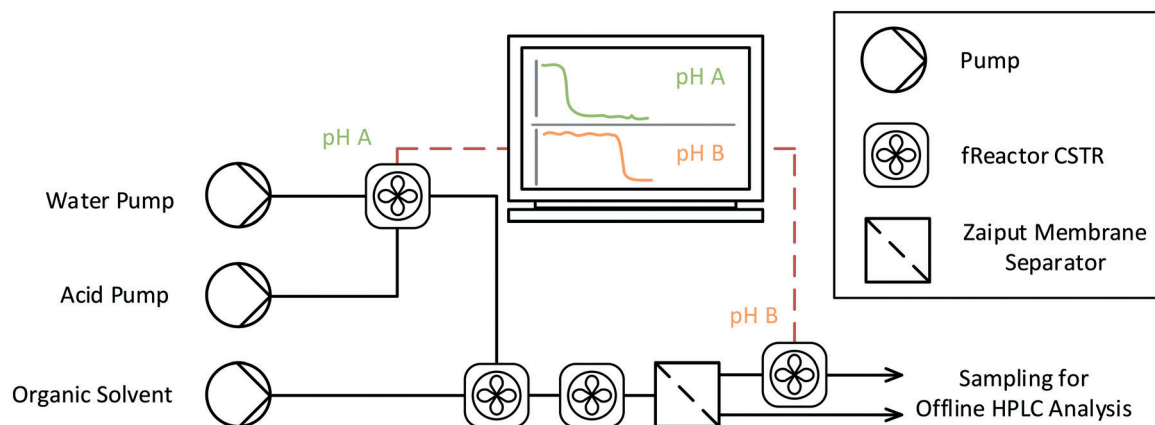 pH A
pH A
pH B
Water Pump
Acid Pump
pH B
Organic Solvent
Sampling for
Offline HPLC Analysis
Pump
fReactor CSTR
Zaiput Membrane
Separator